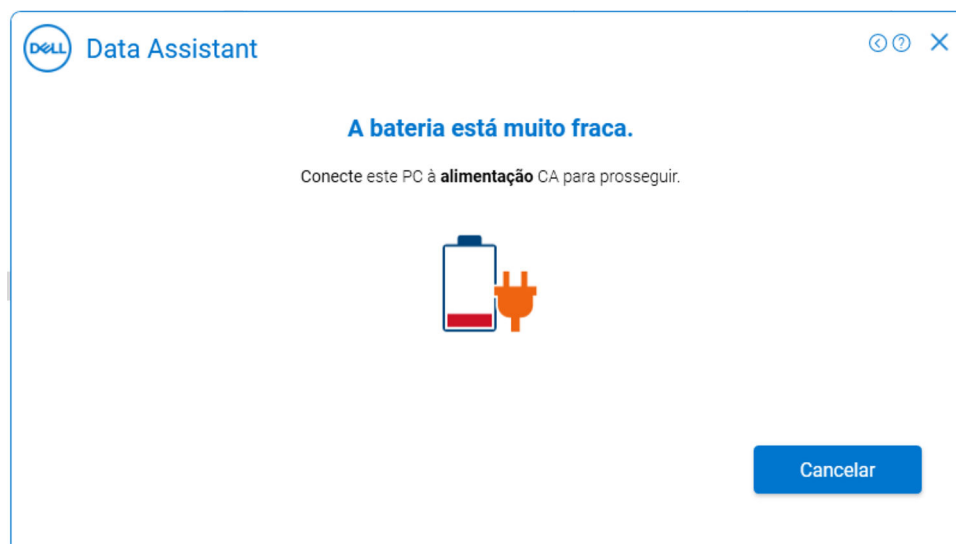 DELL Data Assistant
A bateria está muito fraca.
Conecte este PC à alimentação CA para prosseguir.
Cancelar